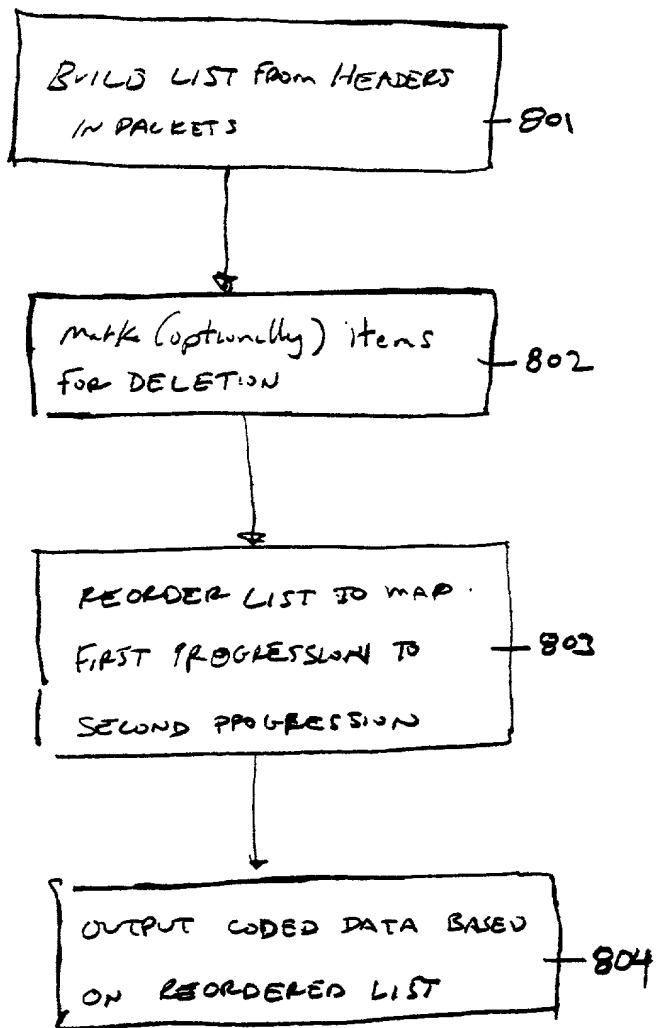 BUILD LIST FROM HEADERS
IN PACKETS
801
Mark (optionally) items
FOR DELETION
802
REORDER LIST TO MAP
FIRST PROGRESSION TO
SECOND PROGRESSION
803
OUTPUT CODED DATA BASED
ON REORDERED LIST
804